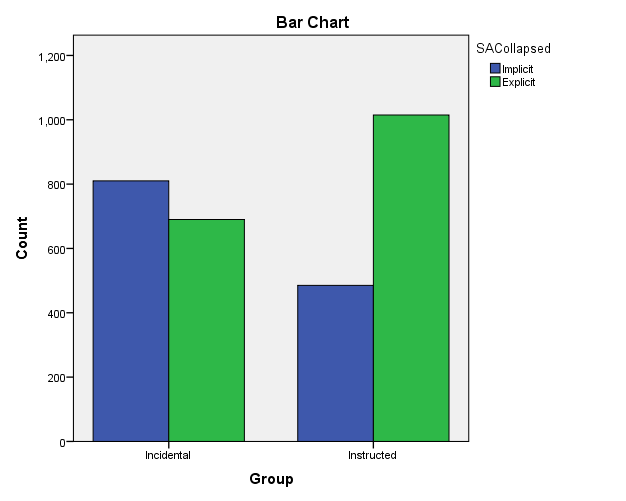 Bar Chart
SACollapsed
Implicit
Explicit
1,200
1,000
800
600
400
200
0
Count
Incidental
Instructed
Group